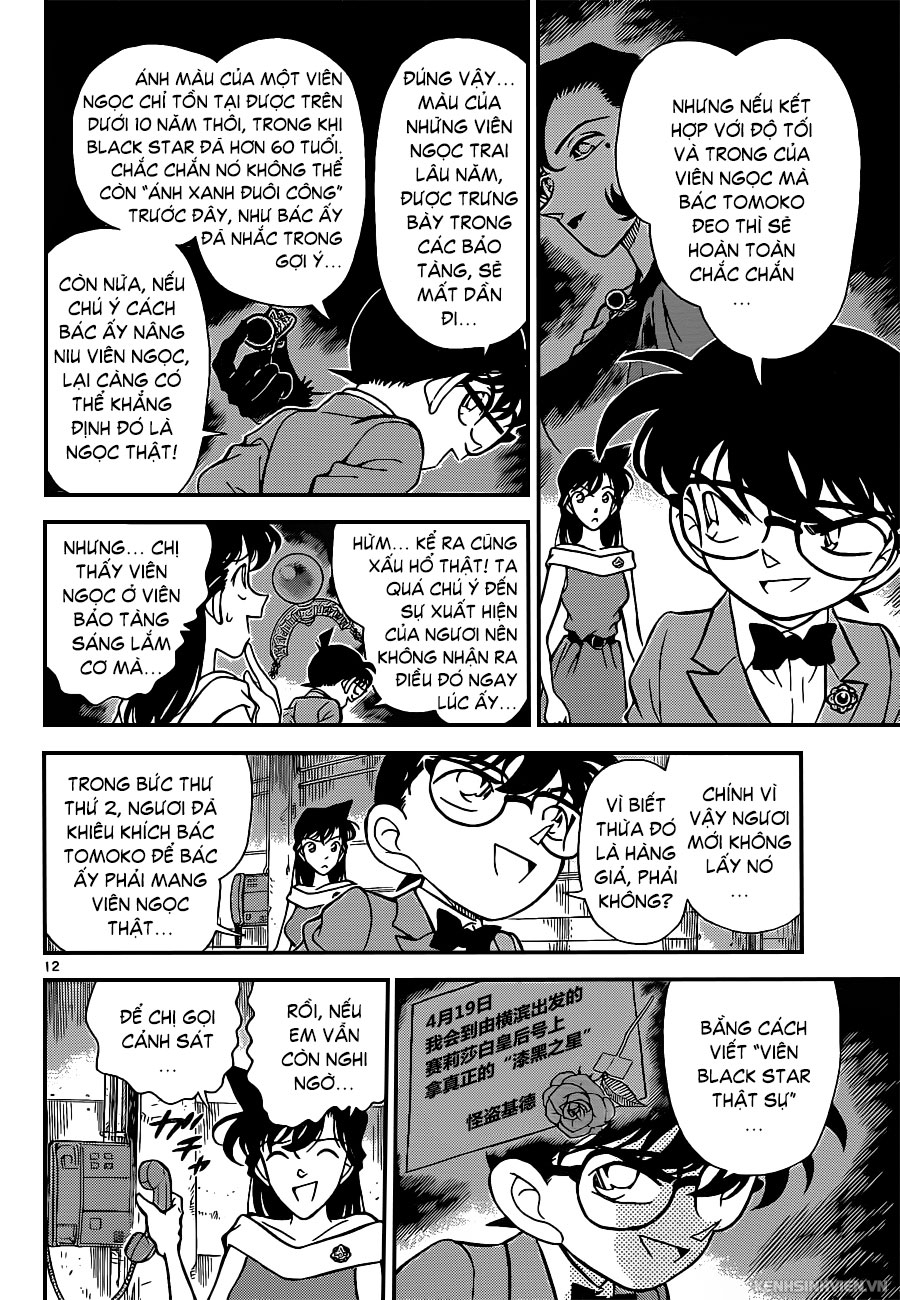 NHƯNG NẾU KẾT
HỢP VỚI ĐỘ TỐI
VÀ TRONG CỦA
VIÊN NGỌC MÀ
BÁC TOMOKO
ĐEO THÌ SẼ
HOÀN TOÀN
CHẮC CHẮN
...
ĐÚNG VẬY...
MÀU CỦA
NHỮNG VIÊN
NGỌC TRAI
LÂU NĂM,
ĐƯỢC TRƯNG
BÀY TRONG
CÁC BẢO
TÀNG, SẼ
MẤT DẦN
ĐI...
ÁNH MÀU CỦA MỘT VIÊN
NGỌC CHỈ TỒN TẠI ĐƯỢC TRÊN
DƯỚI 10 NĂM THÔI, TRONG KHI
BLACK STAR ĐÃ HƠN 60 TUỔI.
CHẮC CHẮN NÓ KHÔNG THỂ
CÒN "ÁNH XANH ĐUÔI CÔNG"
TRƯỚC ĐÂY, NHƯ BÁC ẤY
ĐÃ NHẮC TRONG
GỢI Ý...
CÒN NỮA, NẾU
CHÚ Ý CÁCH
BÁC ẤY NÂNG
NIU VIÊN NGỌC,
LẠI CÀNG CÓ
THỂ KHẲNG
ĐỊNH ĐÓ LÀ
NGỌC THẬT!
HỪM... KỂ RA CŨNG
XẤU HỔ THẬT! TA
QUÁ CHÚ Ý ĐẾN
SỰ XUẤT HIỆN
CỦA NGƯƠI NÊN
KHÔNG NHẬN RA
ĐIỀU ĐÓ NGAY
LÚC ẤY...
NHƯNG... CHỊ
THẤY VIÊN
NGỌC Ở VIÊN
BẢO TÀNG
SÁNG LẮM
CƠ MÀ...
CHÍNH VÌ
VẬY NGƯƠI
MỚI KHÔNG
LẤY NÓ
...
VÌ BIẾT
THỪA ĐÓ
LÀ HÀNG
GIẢ, PHẢI
KHÔNG?
TRONG BỨC THƯ
THỨ 2, NGƯƠI ĐÃ
KHIÊU KHÍCH BÁC
TOMOKO ĐỂ BÁC
ẤY PHẢI MANG
VIÊN NGỌC
THẬT...
12
BẰNG CÁCH
VIẾT "VIÊN
BLACK STAR
THẬT SỰ"
...
4月19日
我会到由横滨出发的
赛莉莎白皇后号上
拿真正的 "漆黑之星"
怪盗基德
RỒI, NẾU
EM VẪN
CÒN NGHI
NGỜ...
ĐỂ CHỊ GỌI
CẢNH SÁT
...
KENHSINHVIEN.VN